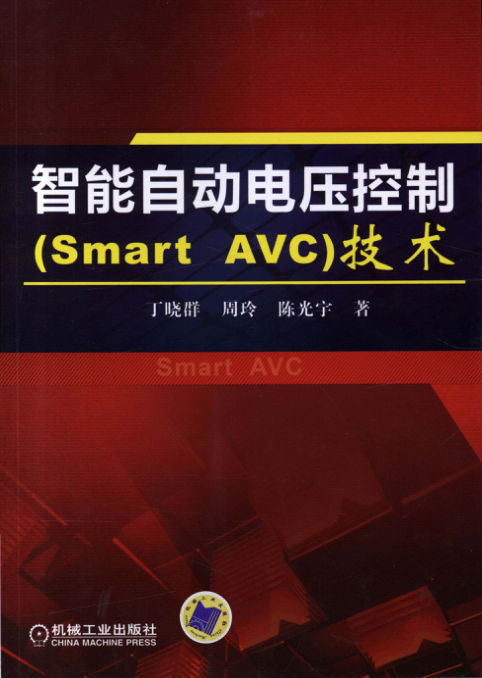 智能自动电压控制
(Smart AVC)技术
丁晓群 周玲 陈光宇 著
Smart AVC
机械工业出版社
CHINA MACHINE PRESS